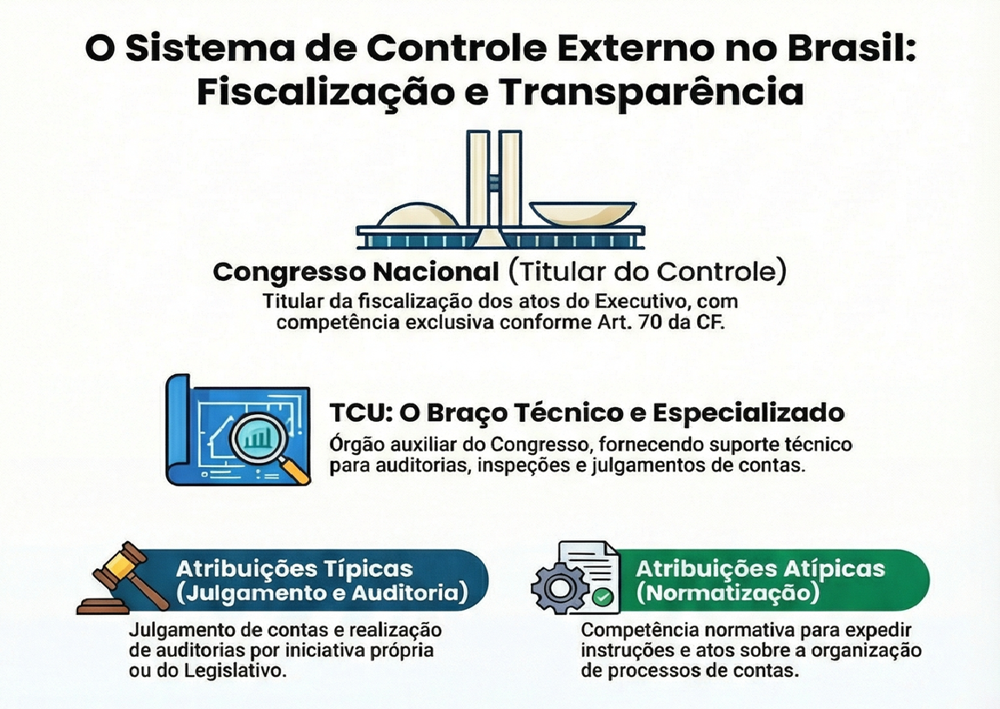 O Sistema de Controle Externo no Brasil:
Fiscalização e Transparência
Congresso Nacional (Titular do Controle)
Titular da fiscalização dos atos do Executivo, com
competência exclusiva conforme Art. 70 da CF.
TCU: O Braço Técnico e Especializado
Órgão auxiliar do Congresso, fornecendo suporte técnico
para auditorias, inspeções e julgamentos de contas.
Atribuições Típicas
(Julgamento e Auditoria)
Julgamento de contas e realização
de auditorias por iniciativa própria
ou do Legislativo.
Atribuições Atípicas
(Normatização)
Competência normativa para expedir
instruções e atos sobre a organização
de processos de contas.